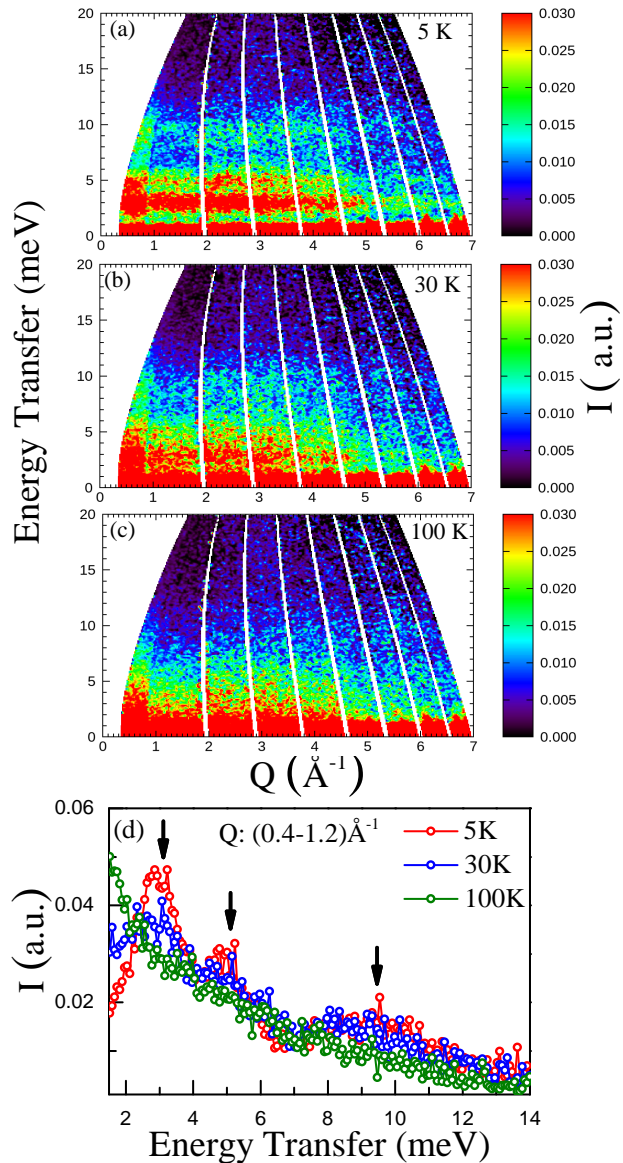 (a)
5 K
20
15
10
5
0
0 1 2 3 4 5 6 7
0.030
0.025
0.020
0.015
0.010
0.005
0.000
(b)
30 K
20
15
10
5
0
0 1 2 3 4 5 6 7
0.030
0.025
0.020
0.015
0.010
0.005
0.000
(c)
100 K
20
15
10
5
0
0 1 2 3 4 5 6 7
0.030
0.025
0.020
0.015
0.010
0.005
0.000
Energy Transfer (meV)
I ( a.u.)
Q (Å⁻¹)
(d)
Q: (0.4-1.2)Å⁻¹
5K
30K
100K
0.06
0.04
0.02
I (a.u.)
2 4 6 8 10 12 14
Energy Transfer (meV)